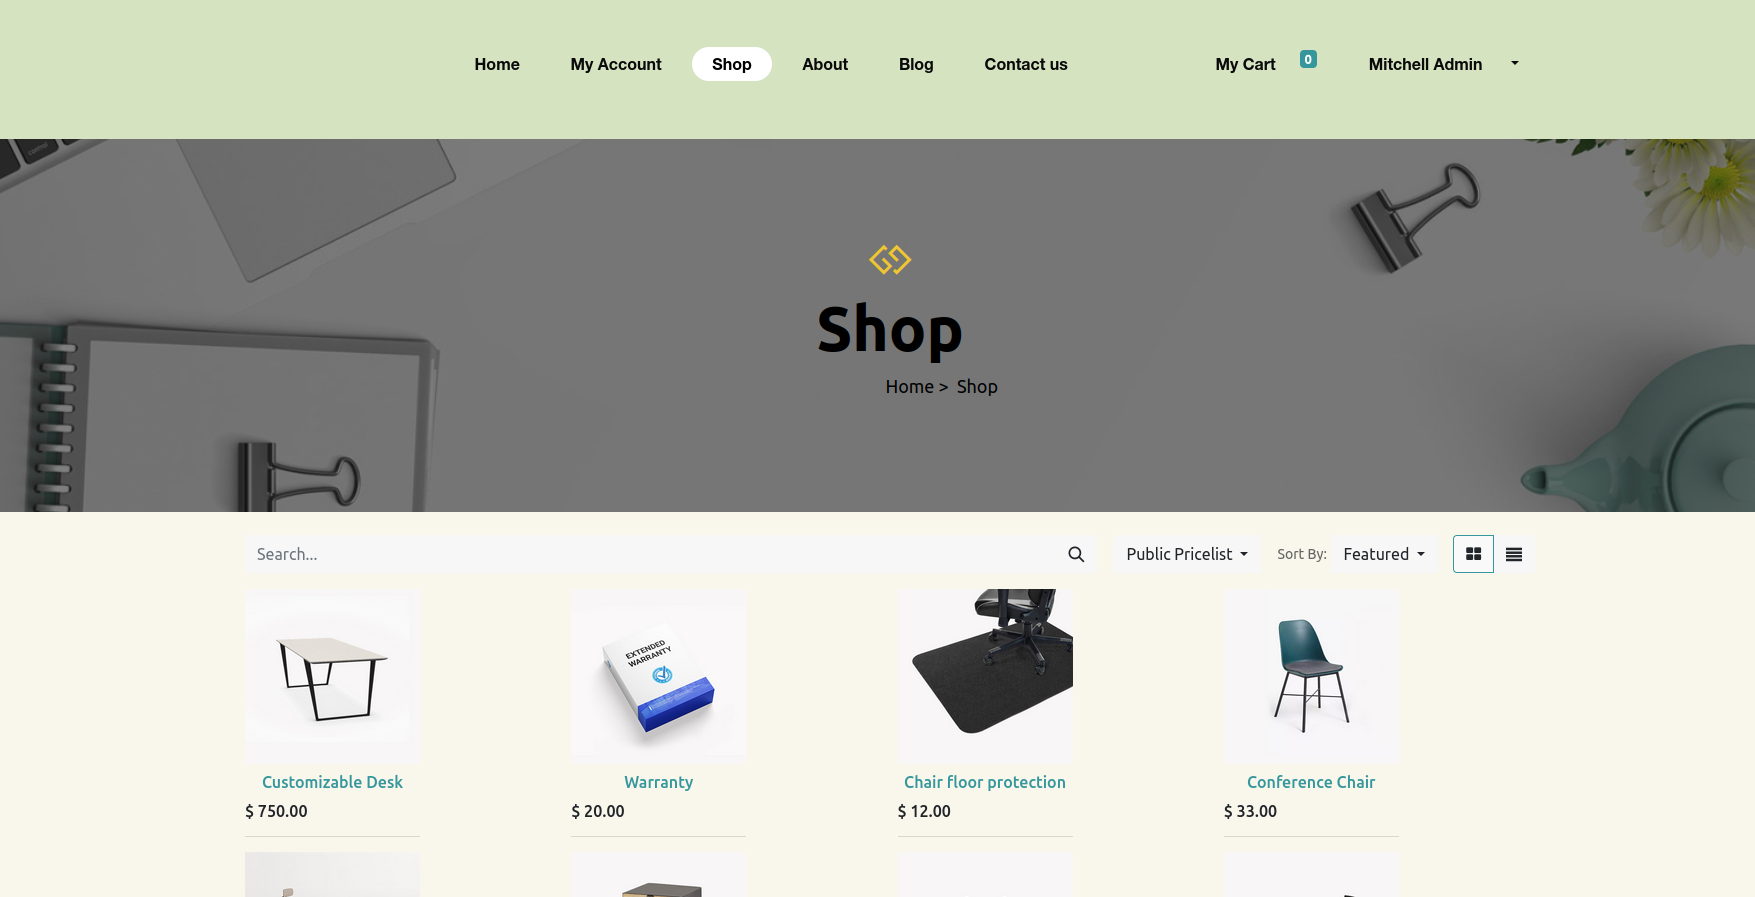 Home My Account Shop About Blog Contact us My Cart 0 Mitchell Admin
control
Shop
Home > Shop
Search...
Public Pricelist Sort By: Featured
EXTENDED
WARRANTY
Customizable Desk Warranty Chair floor protection Conference Chair
$ 750.00 $ 20.00 $ 12.00 $ 33.00